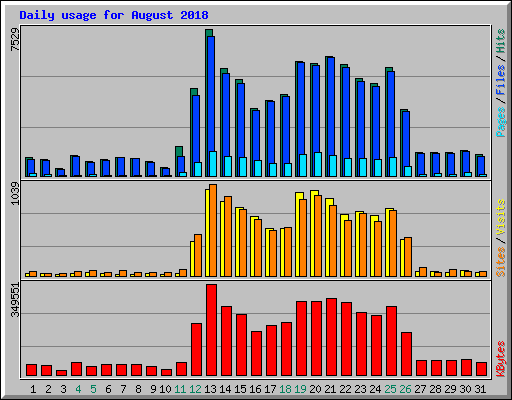 Daily usage for August 2018
7529
Pages / Files / Hits
1039
Sites / Visits
349551
KBytes
1 2 3 4 5 6 7 8 9 10 11 12 13 14 15 16 17 18 19 20 21 22 23 24 25 26 27 28 29 30 31